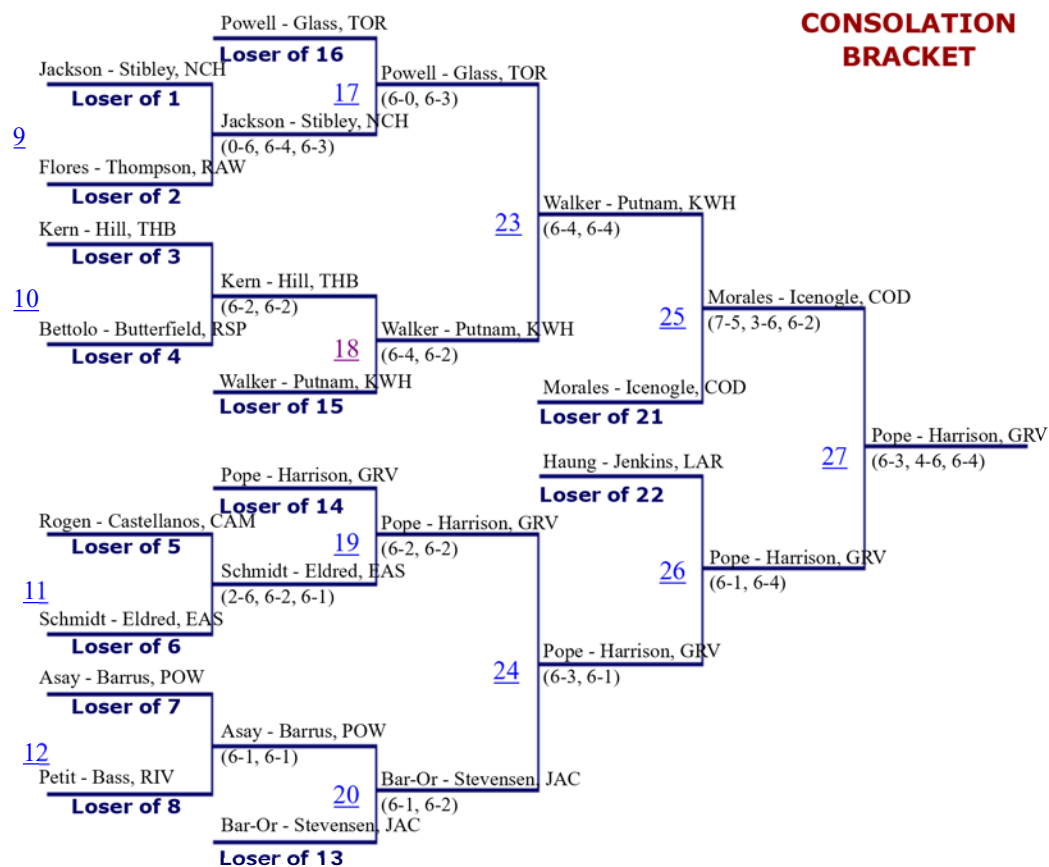 Powell - Glass, TOR
CONSOLATION
BRACKET
Loser of 16
Jackson - Stibley, NCH
Powell - Glass, TOR
Loser of 1
17
(6-0, 6-3)
Jackson - Stibley, NCH
9
(0-6, 6-4, 6-3)
Flores - Thompson, RAW
Loser of 2
Walker - Putnam, KWH
23
(6-4, 6-4)
Kern - Hill, THB
Loser of 3
Kern - Hill, THB
10
(6-2, 6-2)
Morales - Icenogle, COD
25
(7-5, 3-6, 6-2)
Bettolo - Butterfield, RSP
Walker - Putnam, KWH
Loser of 4
18
(6-4, 6-2)
Walker - Putnam, KWH
Morales - Icenogle, COD
Loser of 15
Loser of 21
Pope - Harrison, GRV
27
(6-3, 4-6, 6-4)
Pope - Harrison, GRV
Haung - Jenkins, LAR
Loser of 14
Loser of 22
Rogen - Castellanos, CAM
Pope - Harrison, GRV
Loser of 5
19
(6-2, 6-2)
Schmidt - Eldred, EAS
Pope - Harrison, GRV
11
(2-6, 6-2, 6-1)
26
(6-1, 6-4)
Schmidt - Eldred, EAS
Loser of 6
Pope - Harrison, GRV
24
(6-3, 6-1)
Asay - Barrus, POW
Loser of 7
Asay - Barrus, POW
12
(6-1, 6-1)
Petit - Bass, RIV
Bar-Or - Stevensen, JAC
Loser of 8
20
(6-1, 6-2)
Bar-Or - Stevensen, JAC
Loser of 13